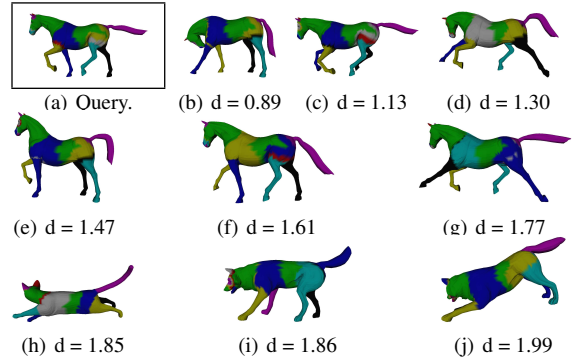 (a) Query.
(b) d = 0.89
(c) d = 1.13
(d) d = 1.30
(e) d = 1.47
(f) d = 1.61
(g) d = 1.77
(h) d = 1.85
(i) d = 1.86
(j) d = 1.99